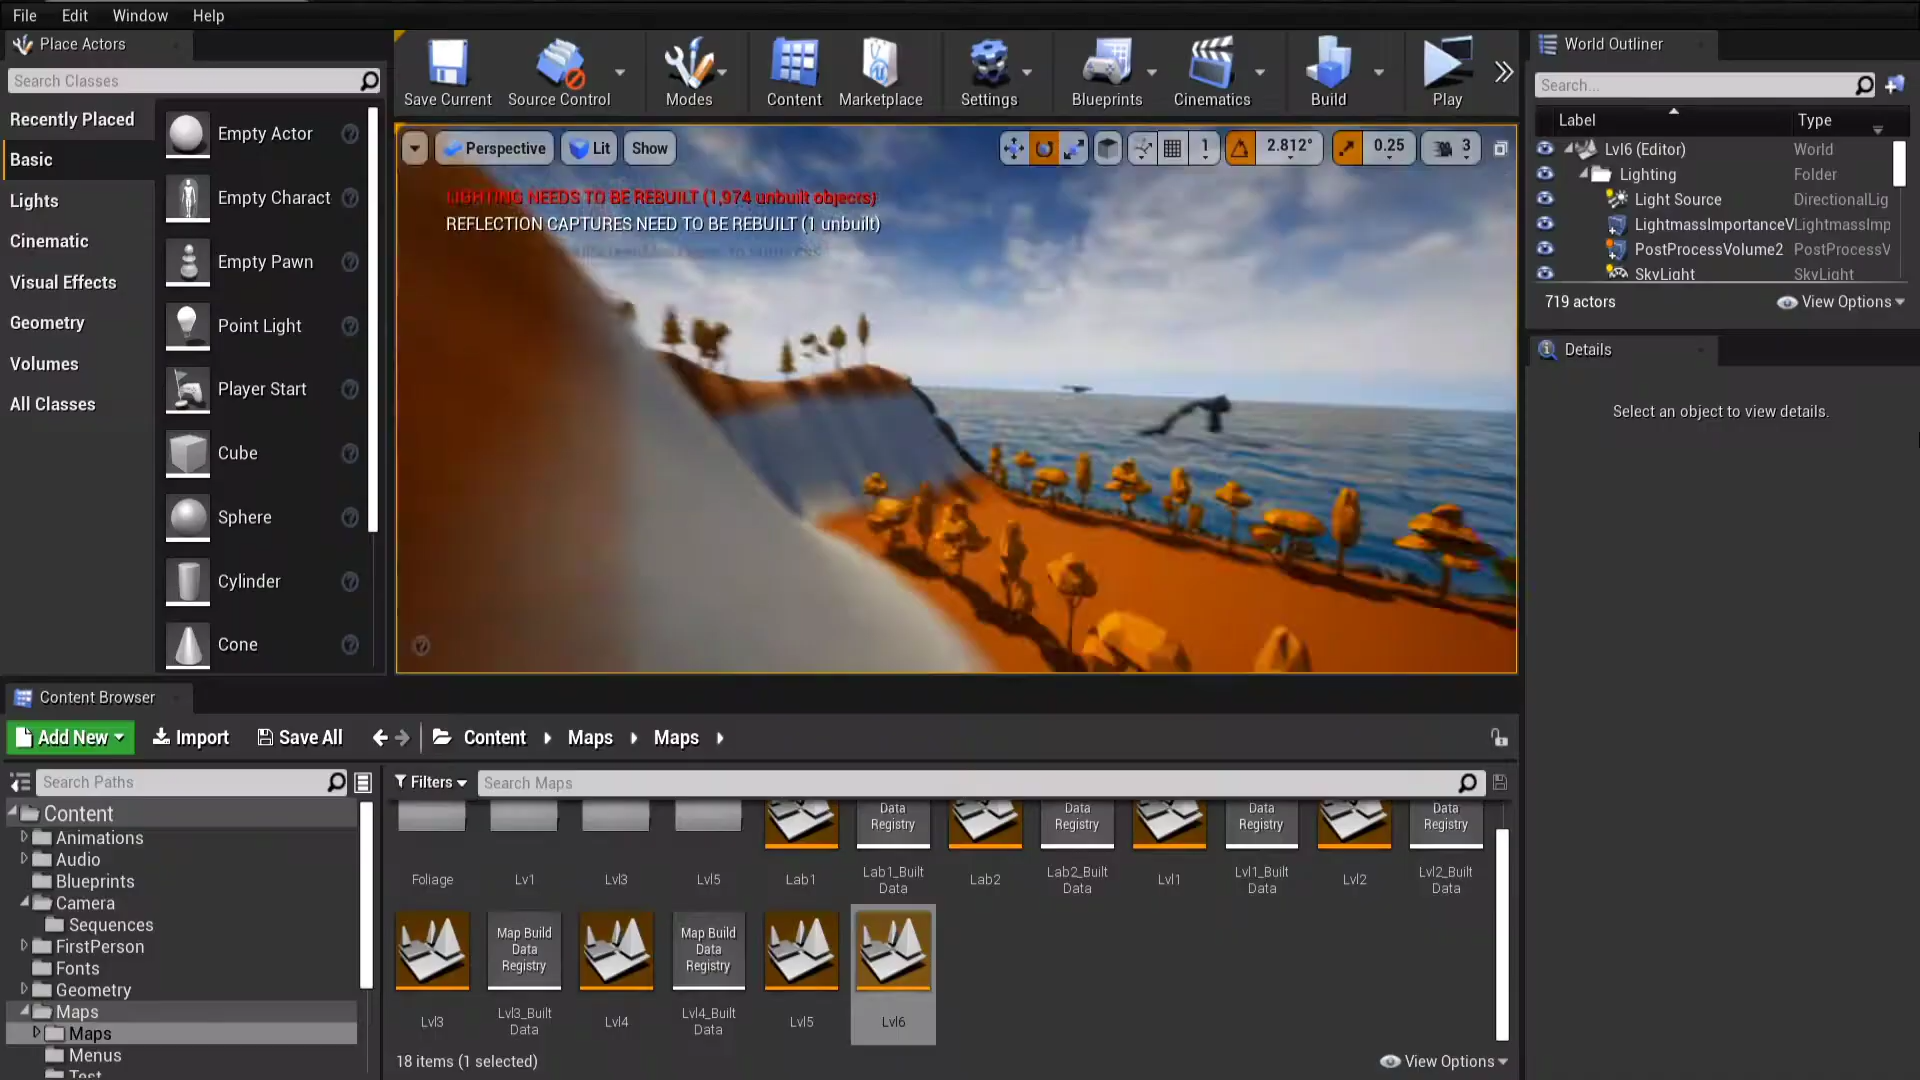 File Edit Window Help
Place Actors
Search Classes
Recently Placed
Basic
Lights
Cinematic
Visual Effects
Geometry
Volumes
All Classes
Empty Actor
Empty Charact
Empty Pawn
Point Light
Player Start
Cube
Sphere
Cylinder
Cone
Save Current Source Control Modes Content Marketplace Settings Blueprints Cinematics Build Play
Perspective Lit Show 1 2.812° 0.25 3
LIGHTING NEEDS TO BE REBUILT (1,974 unbuilt objects)
REFLECTION CAPTURES NEED TO BE REBUILT (1 unbuilt)
World Outliner
Search...
Label Type
Lvl6 (Editor) World
Lighting Folder
Light Source DirectionalLig
LightmassImportanceV LightmassImp
PostProcessVolume2 PostProcessV
SkyLight SkyLight
719 actors View Options
Details
Select an object to view details.
Content Browser
Add New Import Save All Content Maps Maps
Search Paths
Content
Animations
Audio
Blueprints
Camera
Sequences
FirstPerson
Fonts
Geometry
Maps
Maps
Menus
Test
Filters Search Maps
Data Data Data Data
Registry Registry Registry Registry
Foliage Lv1 Lvl3 Lvl5 Lab1 Lab1_Built Lab2 Lab2_Built Lvl1 Lvl1_Built Lvl2 Lvl2_Built
Data Data Data Data
Map Build Map Build
Data Data
Registry Registry
Lvl3 Lvl3_Built Lvl4 Lvl4_Built Lvl5 Lvl6
Data Data
18 items (1 selected) View Options